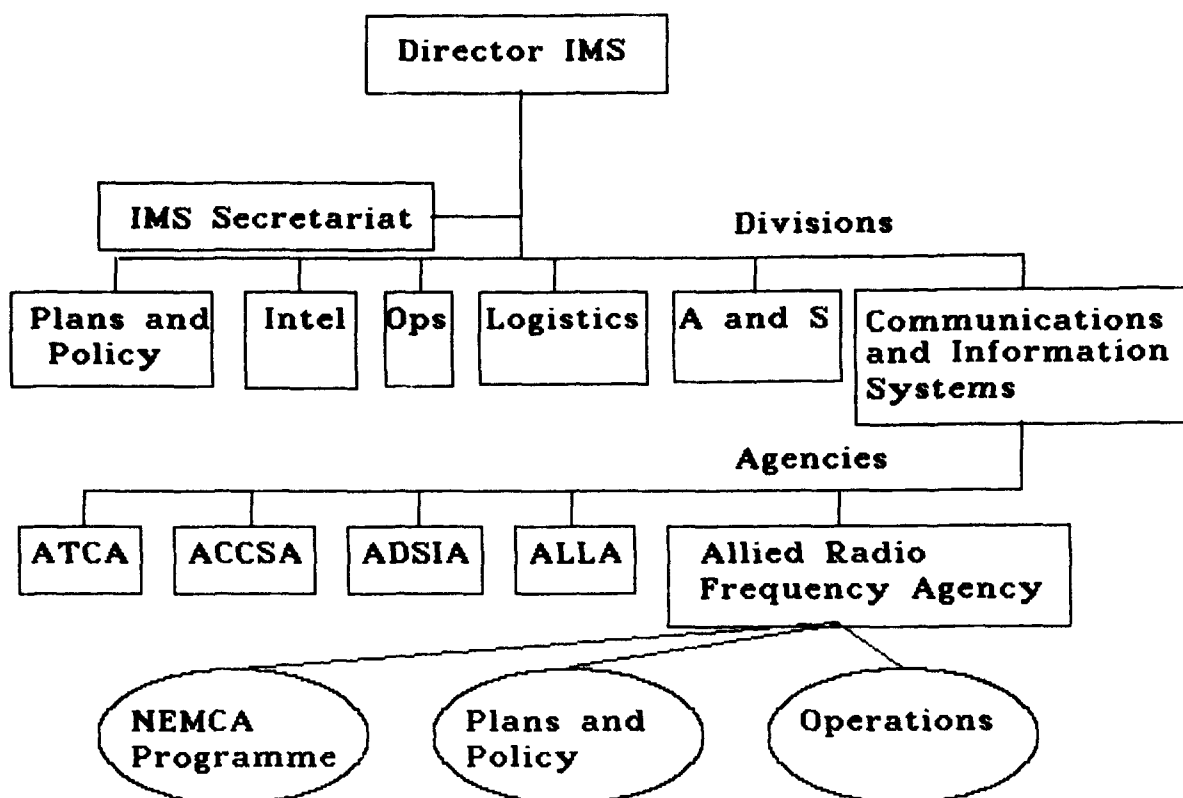 Director IMS
IMS Secretariat
Divisions
Plans and
Policy
Intel
Ops
Logistics
A and S
Communications
and Information
Systems
Agencies
ATCA
ACCSA
ADSIA
ALLA
Allied Radio
Frequency Agency
NEMCA
Programme
Plans and
Policy
Operations